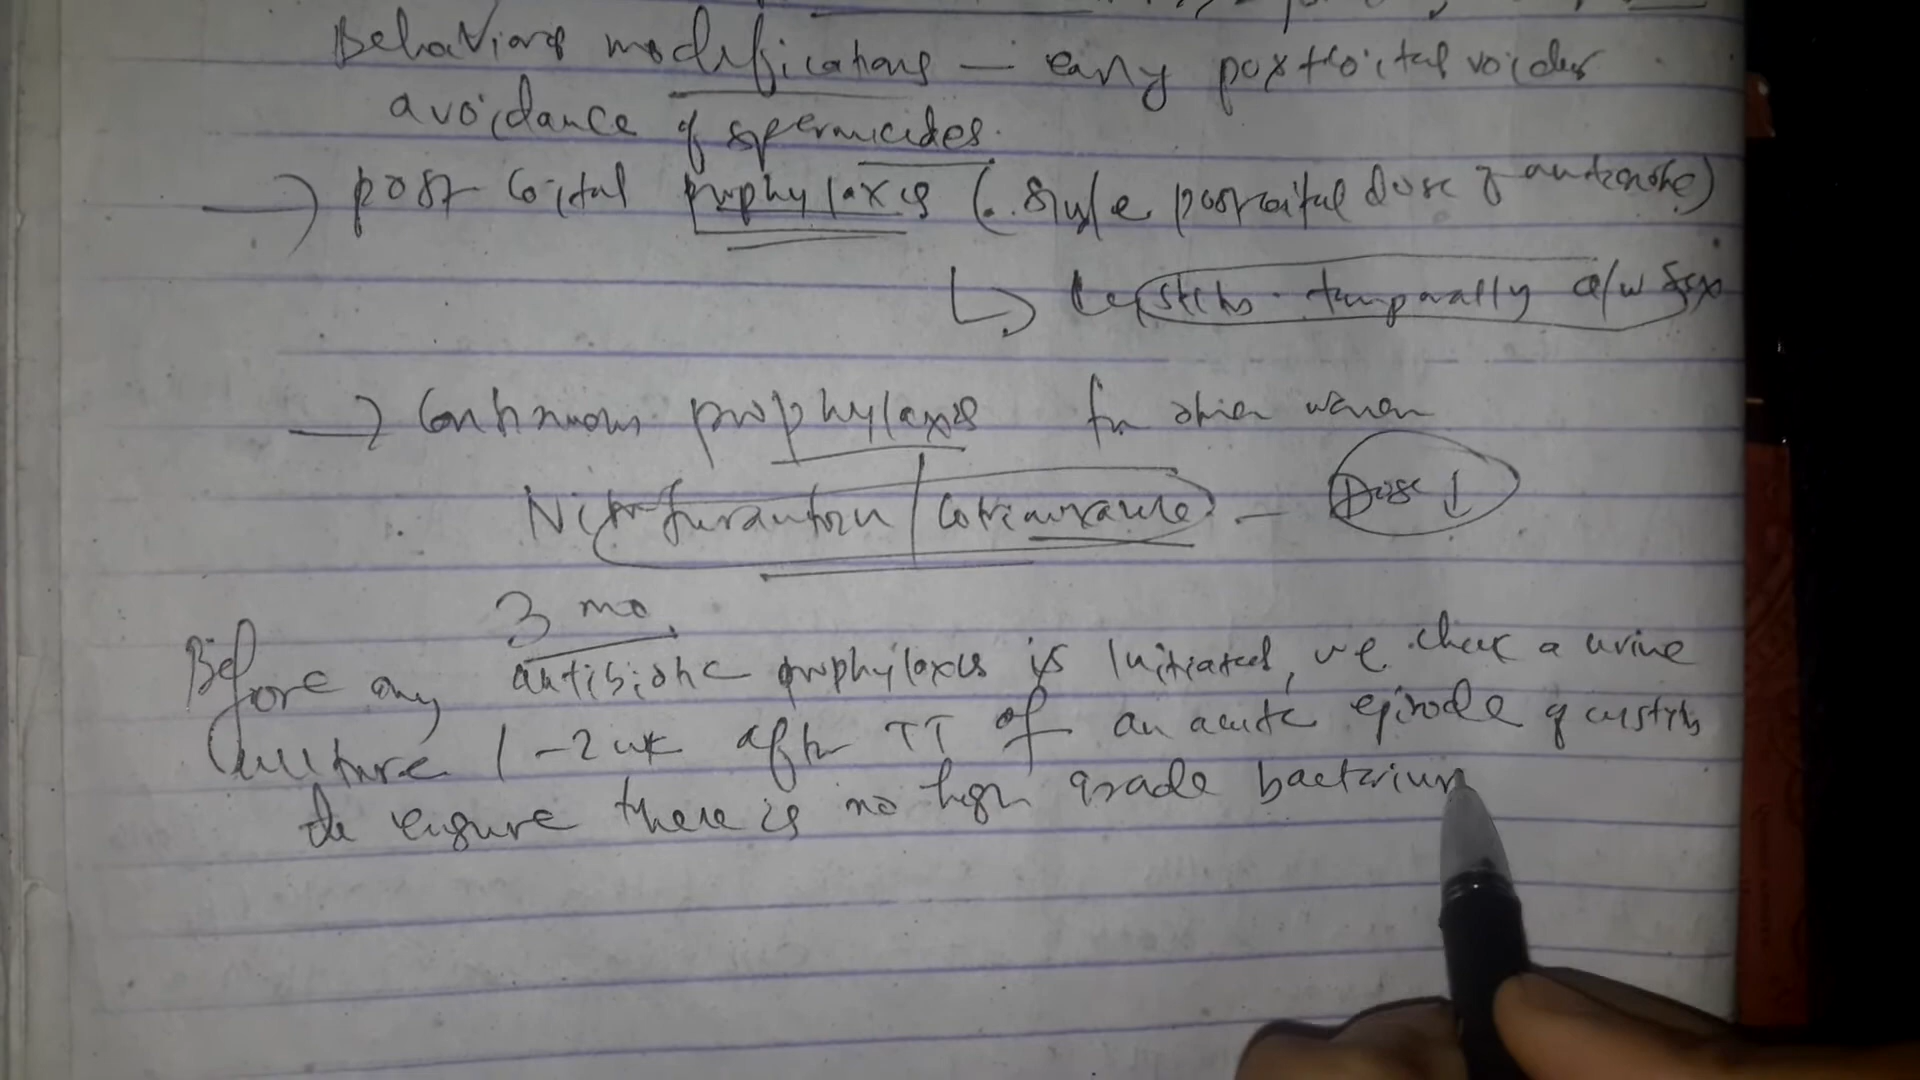 Behaviors modifications — early postcoital voiding
avoidance of spermicides.
→ post-coital prophylaxis (single postcoital dose of antibiotic)
↳ cystitis temporally a/w sex
→ Continuous prophylaxis for other women
Nitrofurantoin / Cotrimoxazole - Dose ↓
3 mo
Before any antibiotic prophylaxis is initiated, we check a urine
culture 1-2 wk after TT of an acute episode of cystitis
to ensure there is no high grade bacterium